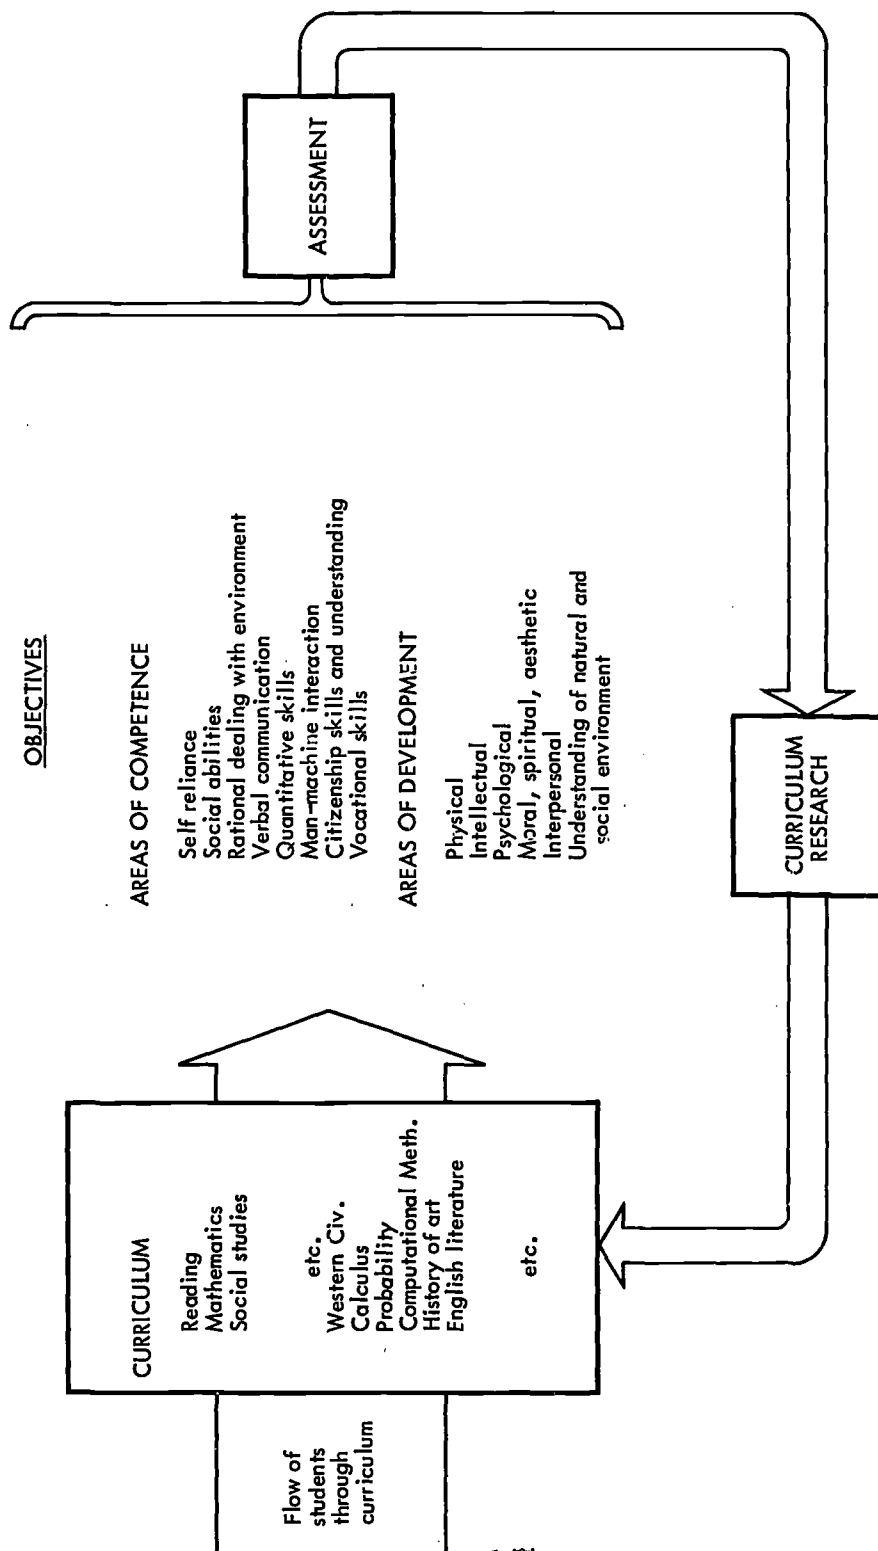 OBJECTIVES
Flow of
students
through
curriculum
CURRICULUM
Reading
Mathematics
Social studies
etc.
Western Civ.
Calculus
Probability
Computational Meth.
History of art
English literature
etc.
AREAS OF COMPETENCE
Self reliance
Social abilities
Rational dealing with environment
Verbal communication
Quantitative skills
Man-machine interaction
Citizenship skills and understanding
Vocational skills
AREAS OF DEVELOPMENT
Physical
Intellectual
Psychological
Moral, spiritual, aesthetic
Interpersonal
Understanding of natural and
social environment
ASSESSMENT
CURRICULUM
RESEARCH